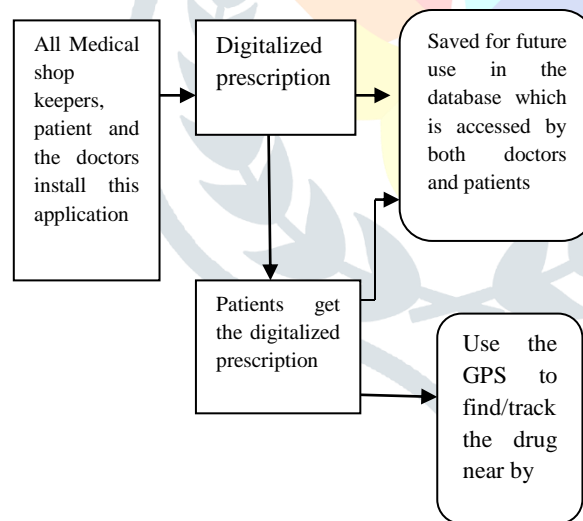 All Medical
shop
keepers,
patient and
the doctors
install this
application
Digitalized
prescription
Saved for future
use in the
database which
is accessed by
both doctors
and patients
Patients get
the digitalized
prescription
Use the
GPS to
find/track
the drug
near by